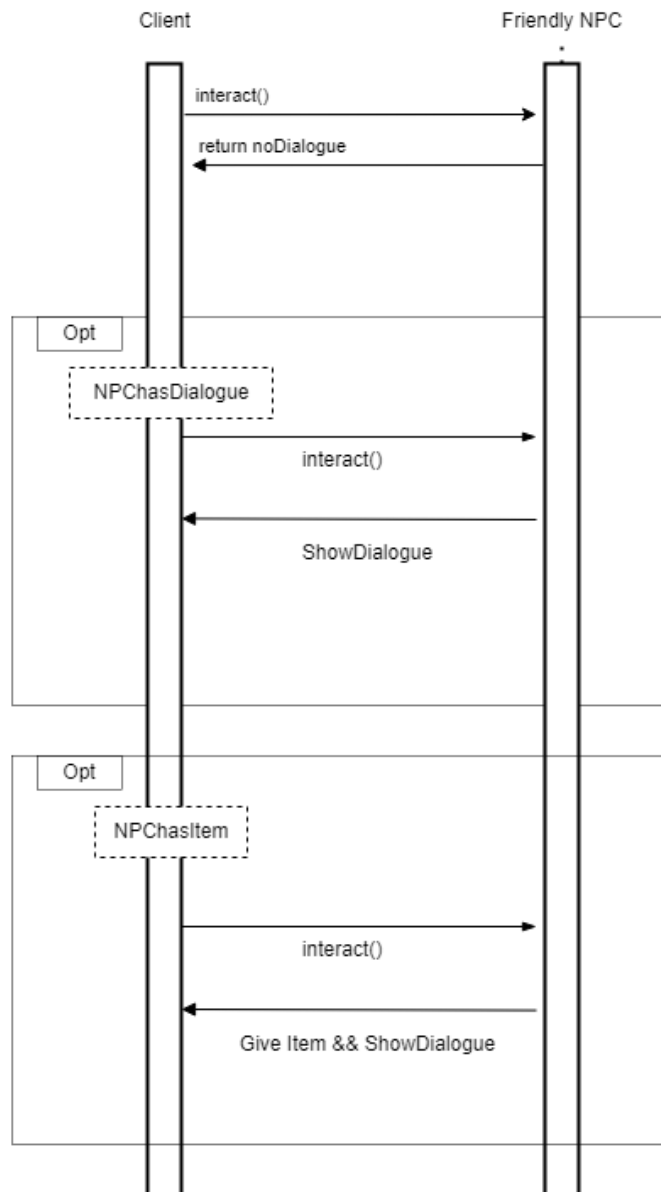 Client
Friendly NPC
interact()
return noDialogue
Opt
NPChasDialogue
interact()
ShowDialogue
Opt
NPChasItem
interact()
Give Item && ShowDialogue